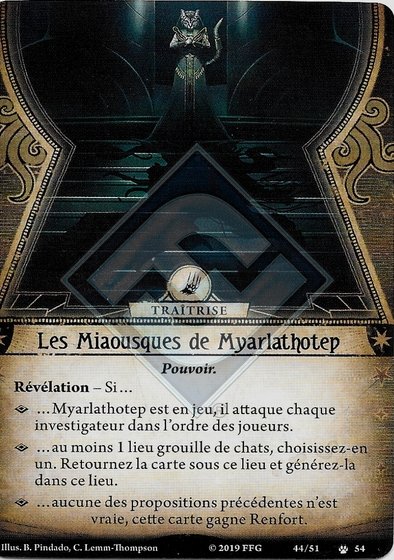 TRAÎTRISE
Les Miaousques de Myarlathotep
Pouvoir.
Révélation – Si…
…Myarlathotep est en jeu, il attaque chaque
investigateur dans l'ordre des joueurs.
…au moins 1 lieu grouille de chats, choisissez-en
un. Retournez la carte sous ce lieu et générez-la
dans ce lieu.
…aucune des propositions précédentes n'est
vraie, cette carte gagne Renfort.
Illus. B. Pindado, C. Lemm-Thompson © 2019 FFG 44/51 54